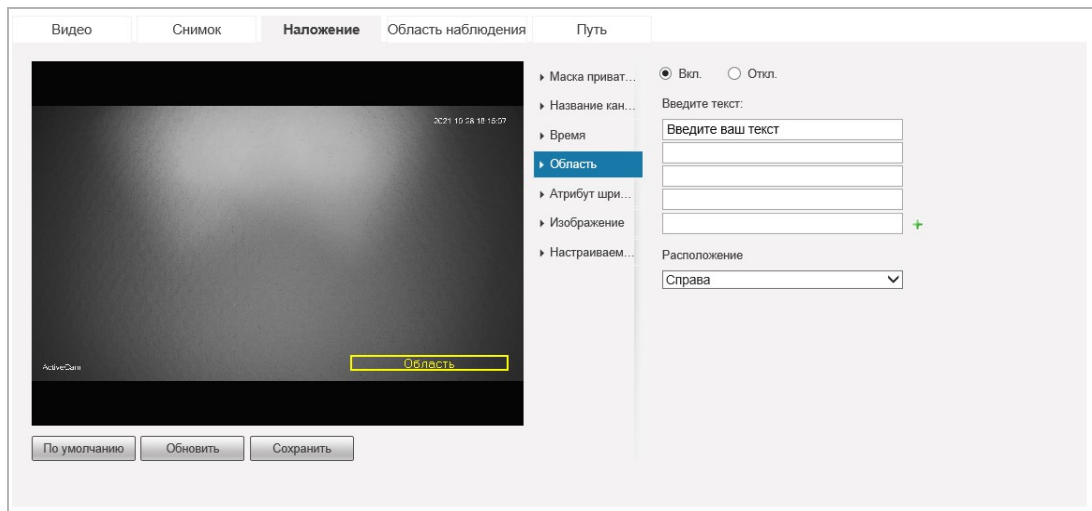 Видео
Снимок
Наложение
Область наблюдения
Путь
2021 10 28 18 15:07
ActiveCam
Область
Маска приват...
Название кан...
Время
Область
Атрибут шри...
Изображение
Настраиваем...
Вкл. Откл.
Введите текст:
Введите ваш текст
Расположение
Справа
По умолчанию
Обновить
Сохранить